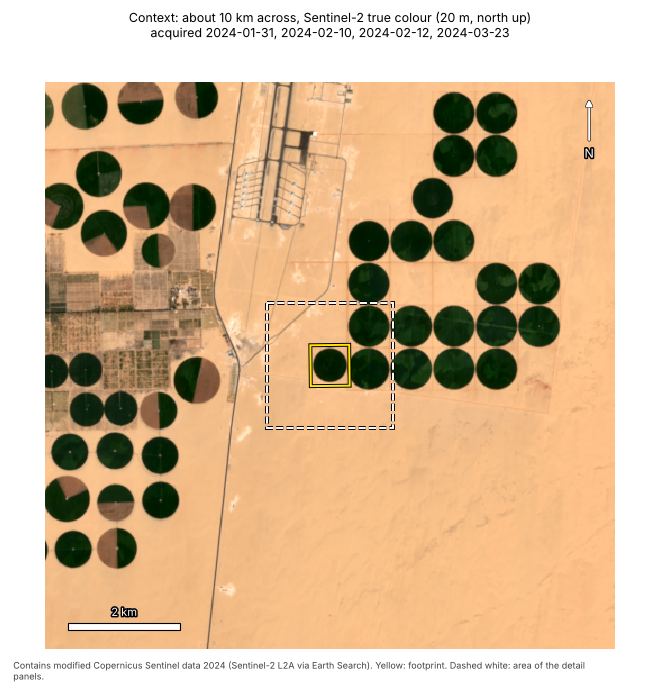 Context: about 10 km across, Sentinel-2 true colour (20 m, north up)
acquired 2024-01-31, 2024-02-10, 2024-02-12, 2024-03-23
N
2 km
Contains modified Copernicus Sentinel data 2024 (Sentinel-2 L2A via Earth Search). Yellow: footprint. Dashed white: area of the detail
panels.